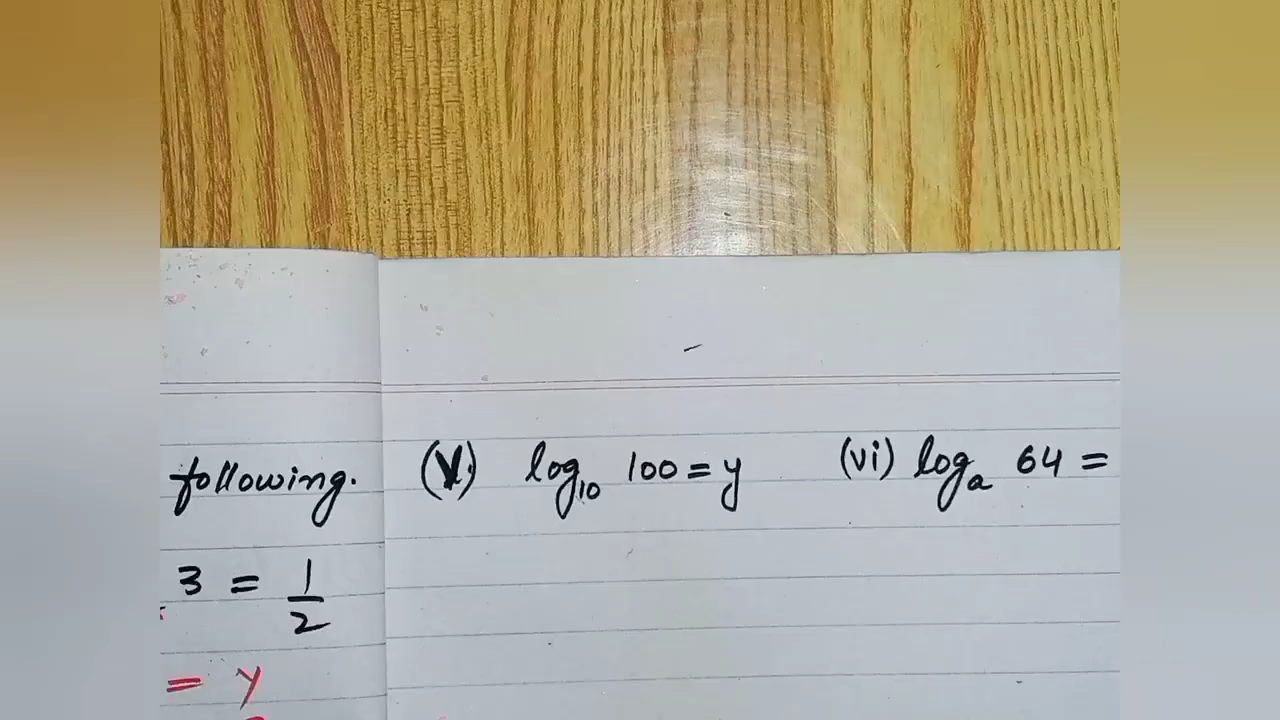 following.
3 = 1/2
= y
(v) log₁₀ 100 = y
(vi) logₐ 64 =